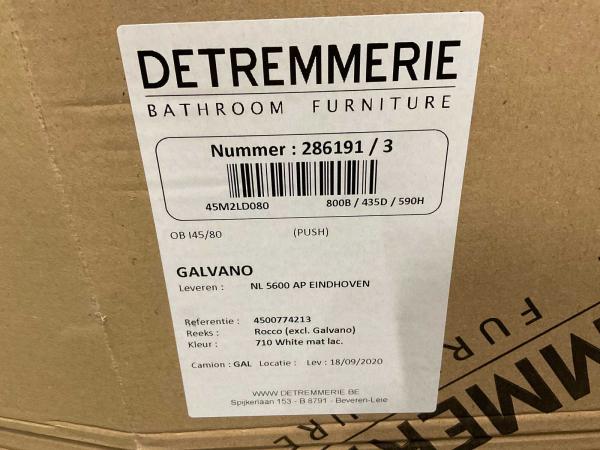 DETREMMERIE
BATHROOM FURNITURE
Nummer : 286191 / 3
45M2LD080 800B / 435D / 590H
OB I45/80 (PUSH)
GALVANO
Leveren : NL 5600 AP EINDHOVEN
Referentie : 4500774213
Reeks : Rocco (excl. Galvano)
Kleur : 710 White mat lac.
Camion : GAL Locatie : Lev : 18/09/2020
WWW.DETREMMERIE.BE
Spijkerlaan 153 - B 8791 - Beveren-Leie
MMER
FUR